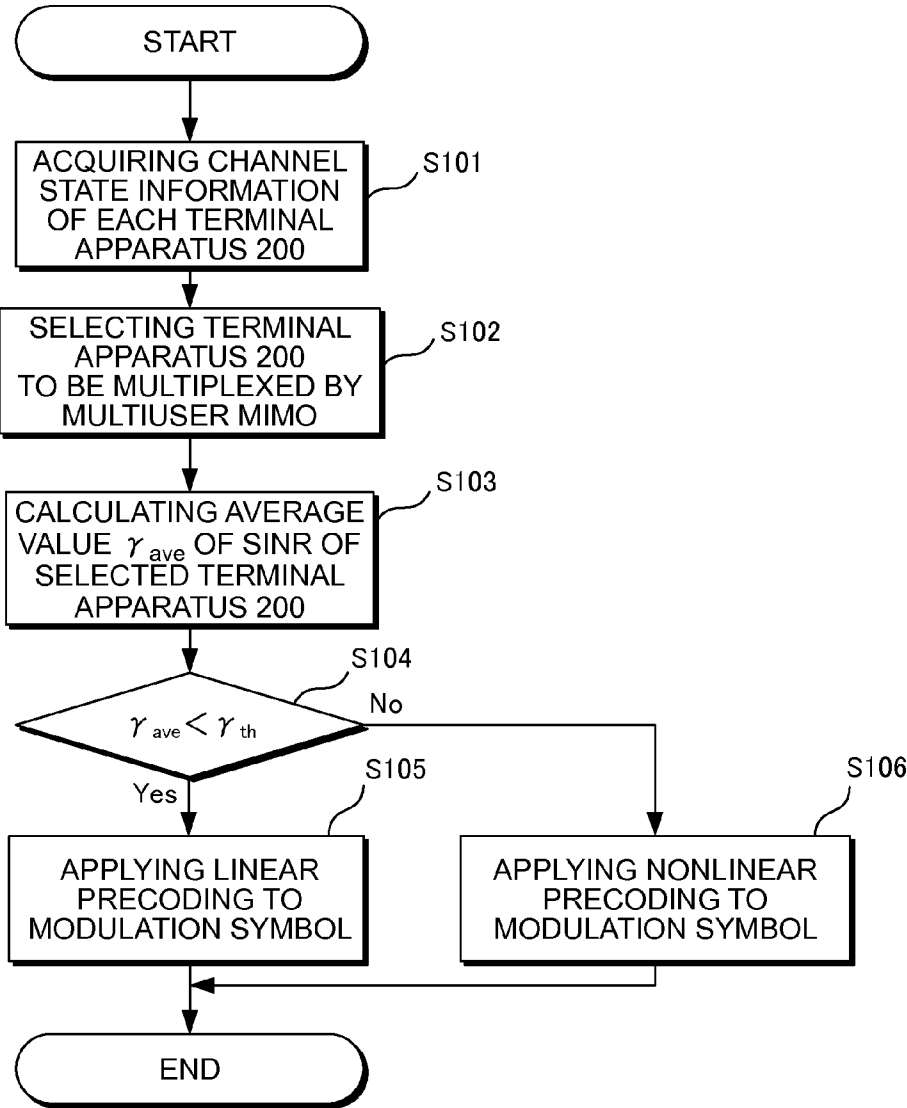 START
ACQUIRING CHANNEL
STATE INFORMATION
OF EACH TERMINAL
APPARATUS 200
S101
SELECTING TERMINAL
APPARATUS 200
TO BE MULTIPLEXED BY
MULTIUSER MIMO
S102
CALCULATING AVERAGE
VALUE γave OF SINR OF
SELECTED TERMINAL
APPARATUS 200
S103
γave < γth
S104
No
Yes
APPLYING LINEAR
PRECODING TO
MODULATION SYMBOL
S105
APPLYING NONLINEAR
PRECODING TO
MODULATION SYMBOL
S106
END